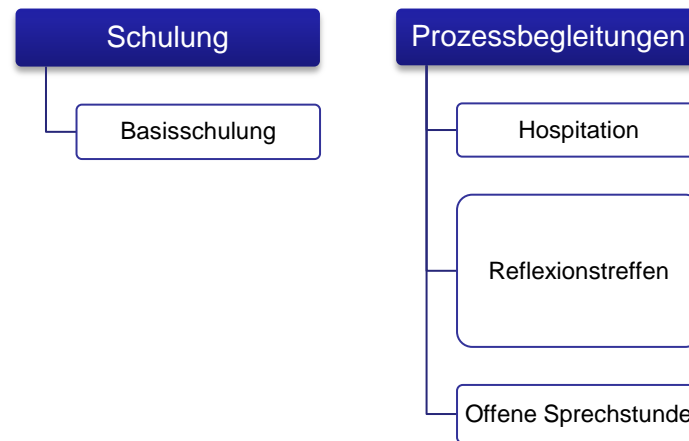 Schulung
Basisschulung
Prozessbegleitungen
Hospitation
Reflexionstreffen
Offene Sprechstunde